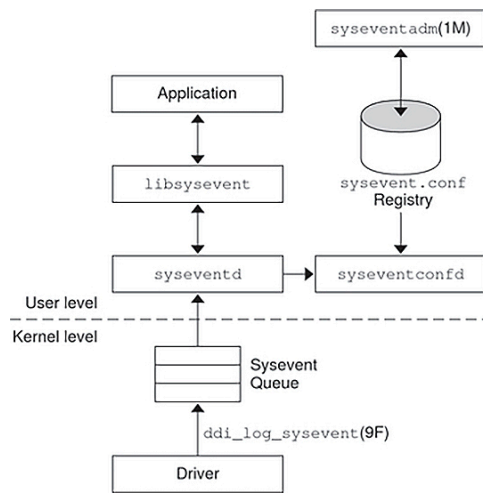 syseventadm(1M)
Application
libsysevent
sysevent.conf
Registry
syseventd
syseventconfd
User level
Kernel level
Sysevent
Queue
ddi_log_sysevent(9F)
Driver